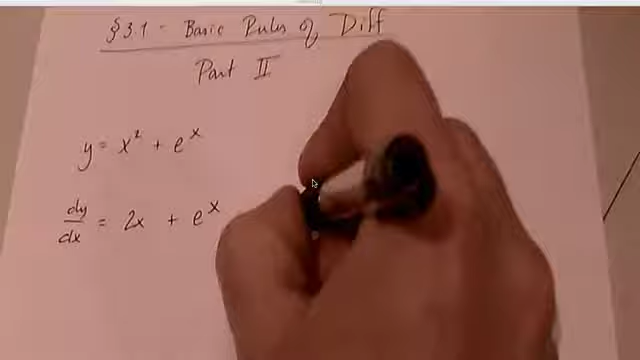 § 3.1 - Basic Rules of Diff
Part II
y = x² + eˣ
dy/dx = 2x + eˣ